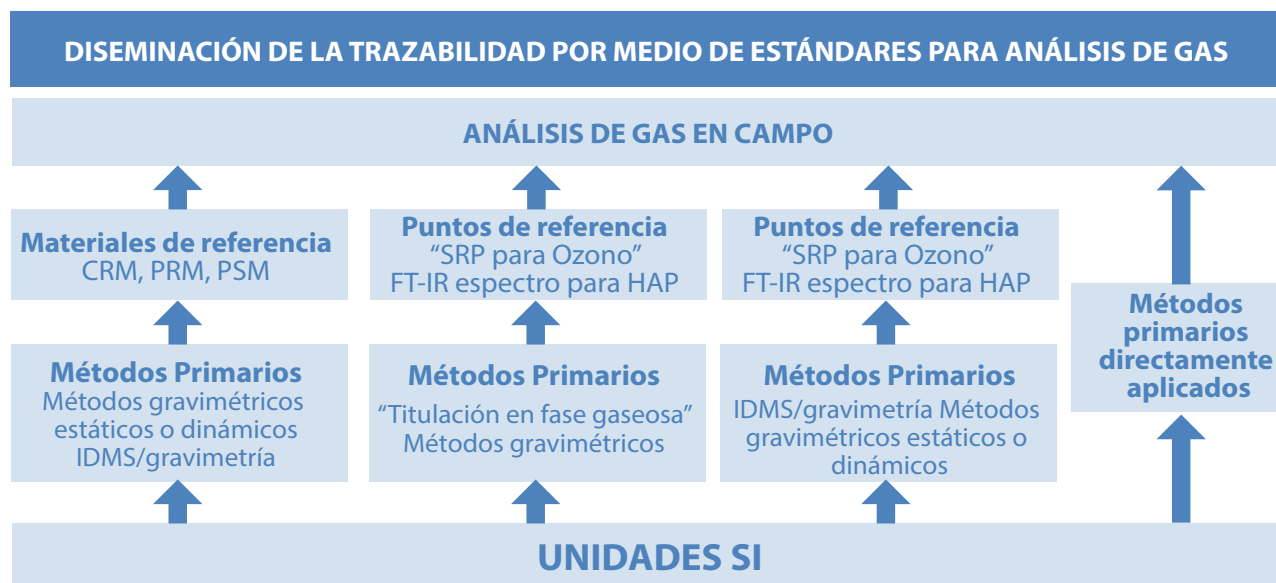 DISEMINACIÓN DE LA TRAZABILIDAD POR MEDIO DE ESTÁNDARES PARA ANÁLISIS DE GAS
ANÁLISIS DE GAS EN CAMPO
Materiales de referencia
CRM, PRM, PSM
Puntos de referencia
“SRP para Ozono”
FT-IR espectro para HAP
Puntos de referencia
“SRP para Ozono”
FT-IR espectro para HAP
Métodos
primarios
directamente
aplicados
Métodos Primarios
Métodos gravimétricos
estáticos o dinámicos
IDMS/gravimetría
Métodos Primarios
“Titulación en fase gaseosa”
Métodos gravimétricos
Métodos Primarios
IDMS/gravimetría Métodos
gravimétricos estáticos o
dinámicos
UNIDADES SI